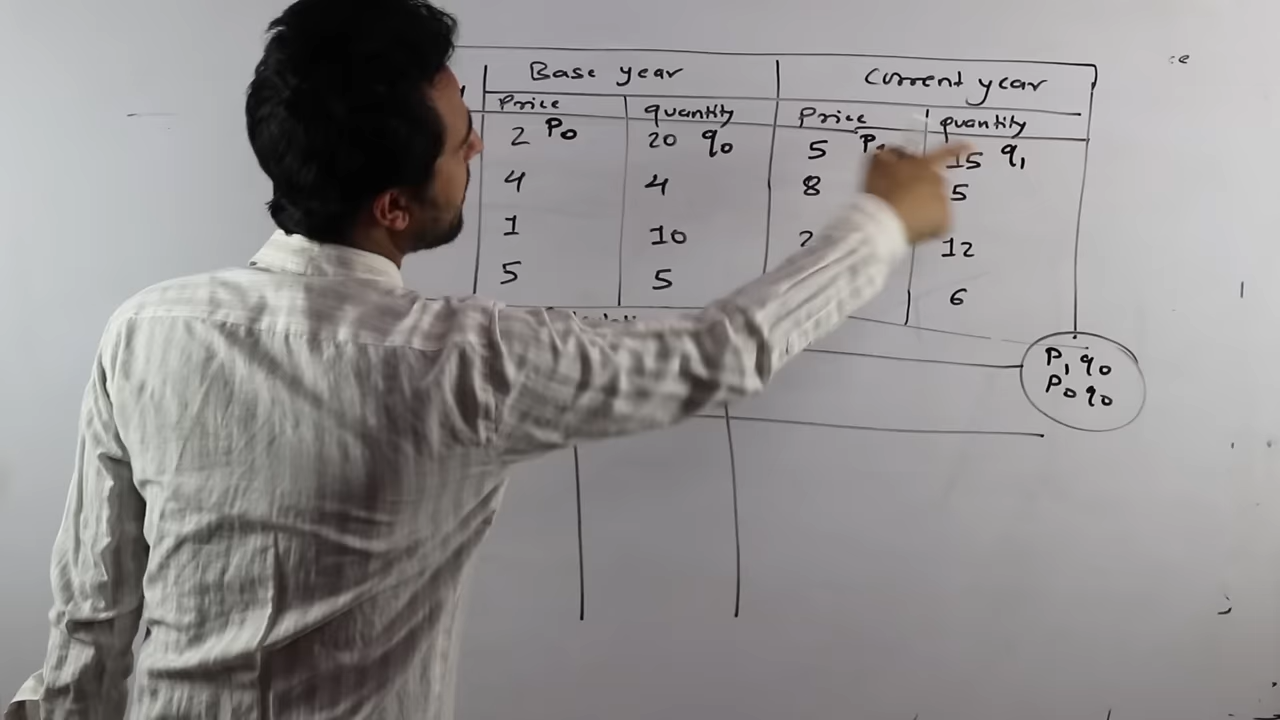 Base year Current year
Price quantity Price quantity
2 P0 20 q0 5 15 q1
4 4 8 5
1 10 2 12
5 5 6
P1 q0
P0 q0